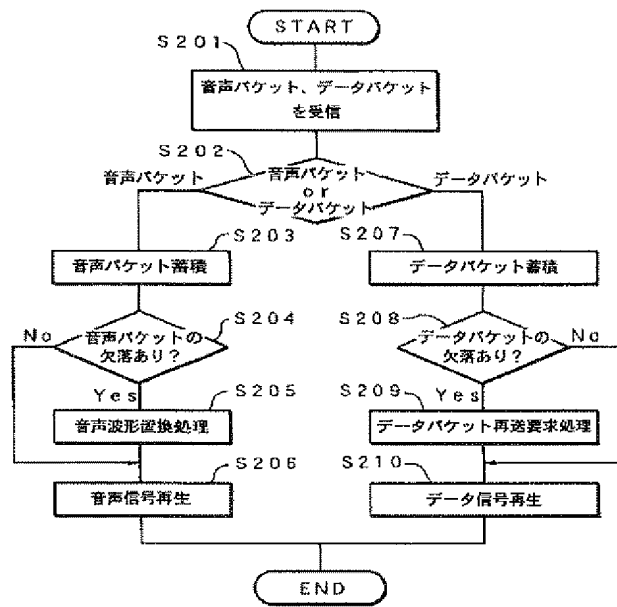 START
S201
音声パケット、データパケット
を受信
S202
音声パケット
音声パケット
or
データパケット
データパケット
S203
音声パケット蓄積
S207
データパケット蓄積
No
S204
音声パケットの
欠落あり？
Yes
S208
データパケットの
欠落あり？
No
Yes
S205
音声波形置換処理
S209
データパケット再送要求処理
S206
音声信号再生
S210
データ信号再生
END